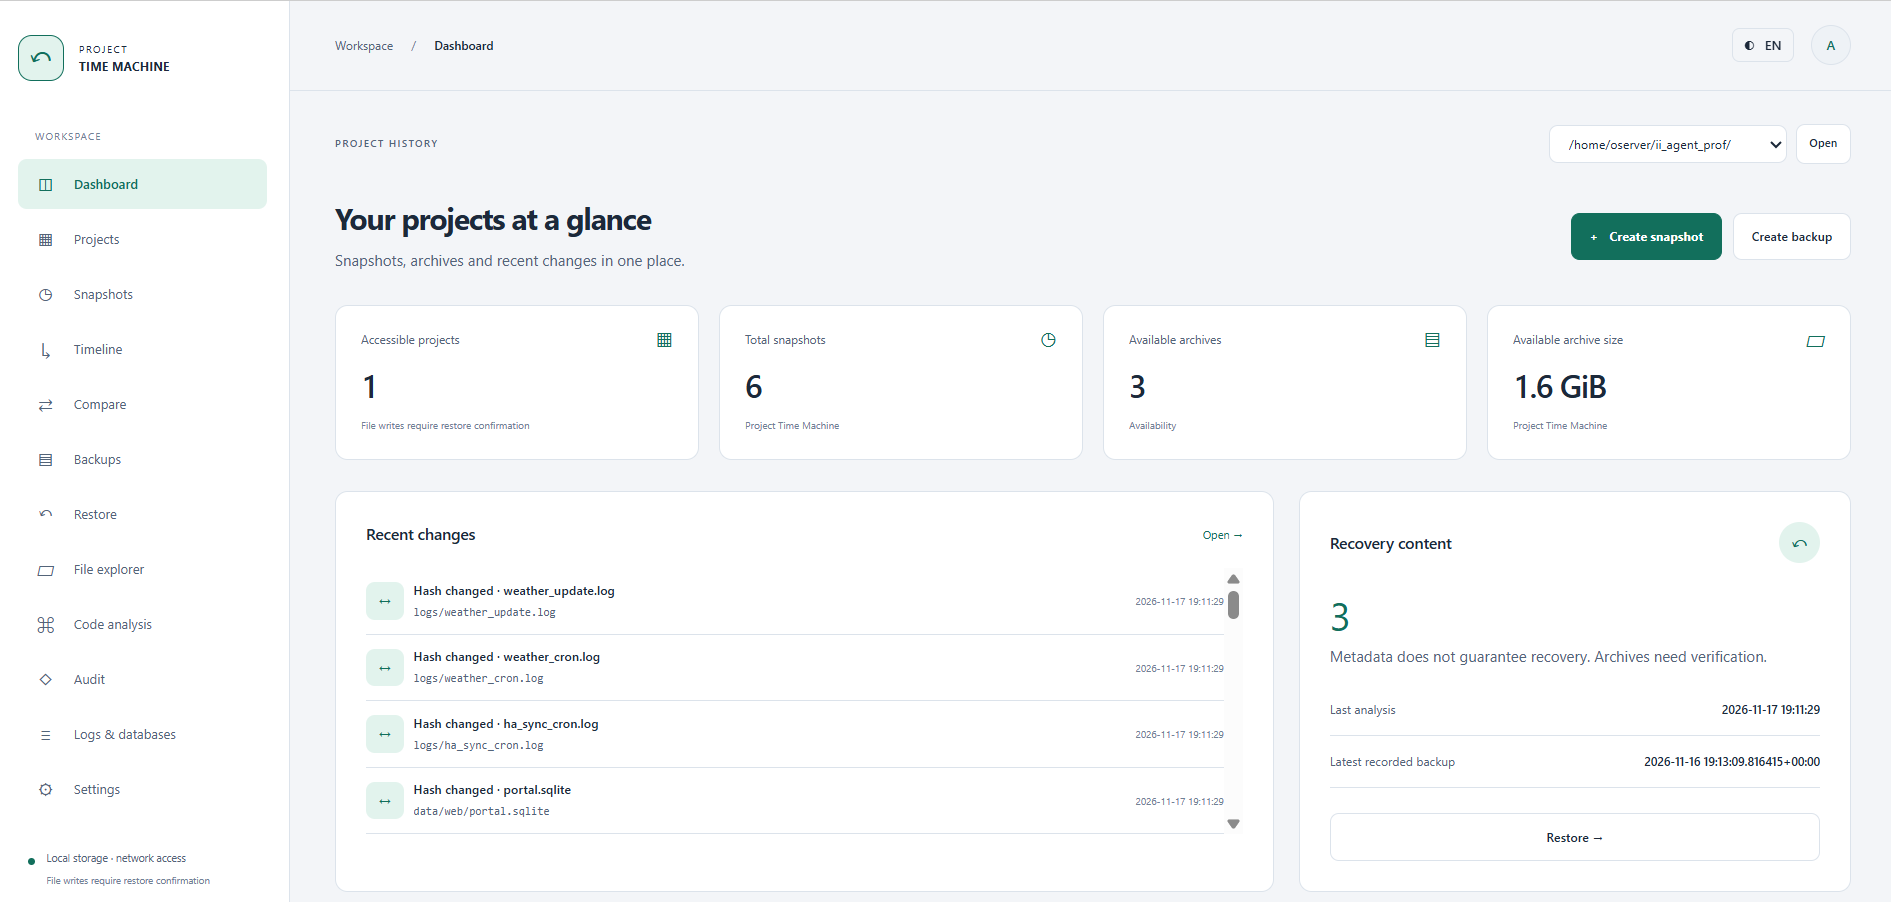 PROJECT
TIME MACHINE
WORKSPACE
Dashboard
Projects
Snapshots
Timeline
Compare
Backups
Restore
File explorer
Code analysis
Audit
Logs & databases
Settings
Local storage · network access
File writes require restore confirmation
Workspace / Dashboard
EN
A
PROJECT HISTORY
/home/oserver/ii_agent_prof/
Open
Your projects at a glance
Snapshots, archives and recent changes in one place.
+ Create snapshot
Create backup
Accessible projects
1
File writes require restore confirmation
Total snapshots
6
Project Time Machine
Available archives
3
Availability
Available archive size
1.6 GiB
Project Time Machine
Recent changes
Open →
Hash changed · weather_update.log
logs/weather_update.log
2026-11-17 19:11:29
Hash changed · weather_cron.log
logs/weather_cron.log
2026-11-17 19:11:29
Hash changed · ha_sync_cron.log
logs/ha_sync_cron.log
2026-11-17 19:11:29
Hash changed · portal.sqlite
data/web/portal.sqlite
2026-11-17 19:11:29
Recovery content
3
Metadata does not guarantee recovery. Archives need verification.
Last analysis 2026-11-17 19:11:29
Latest recorded backup 2026-11-16 19:13:09.816415+00:00
Restore →